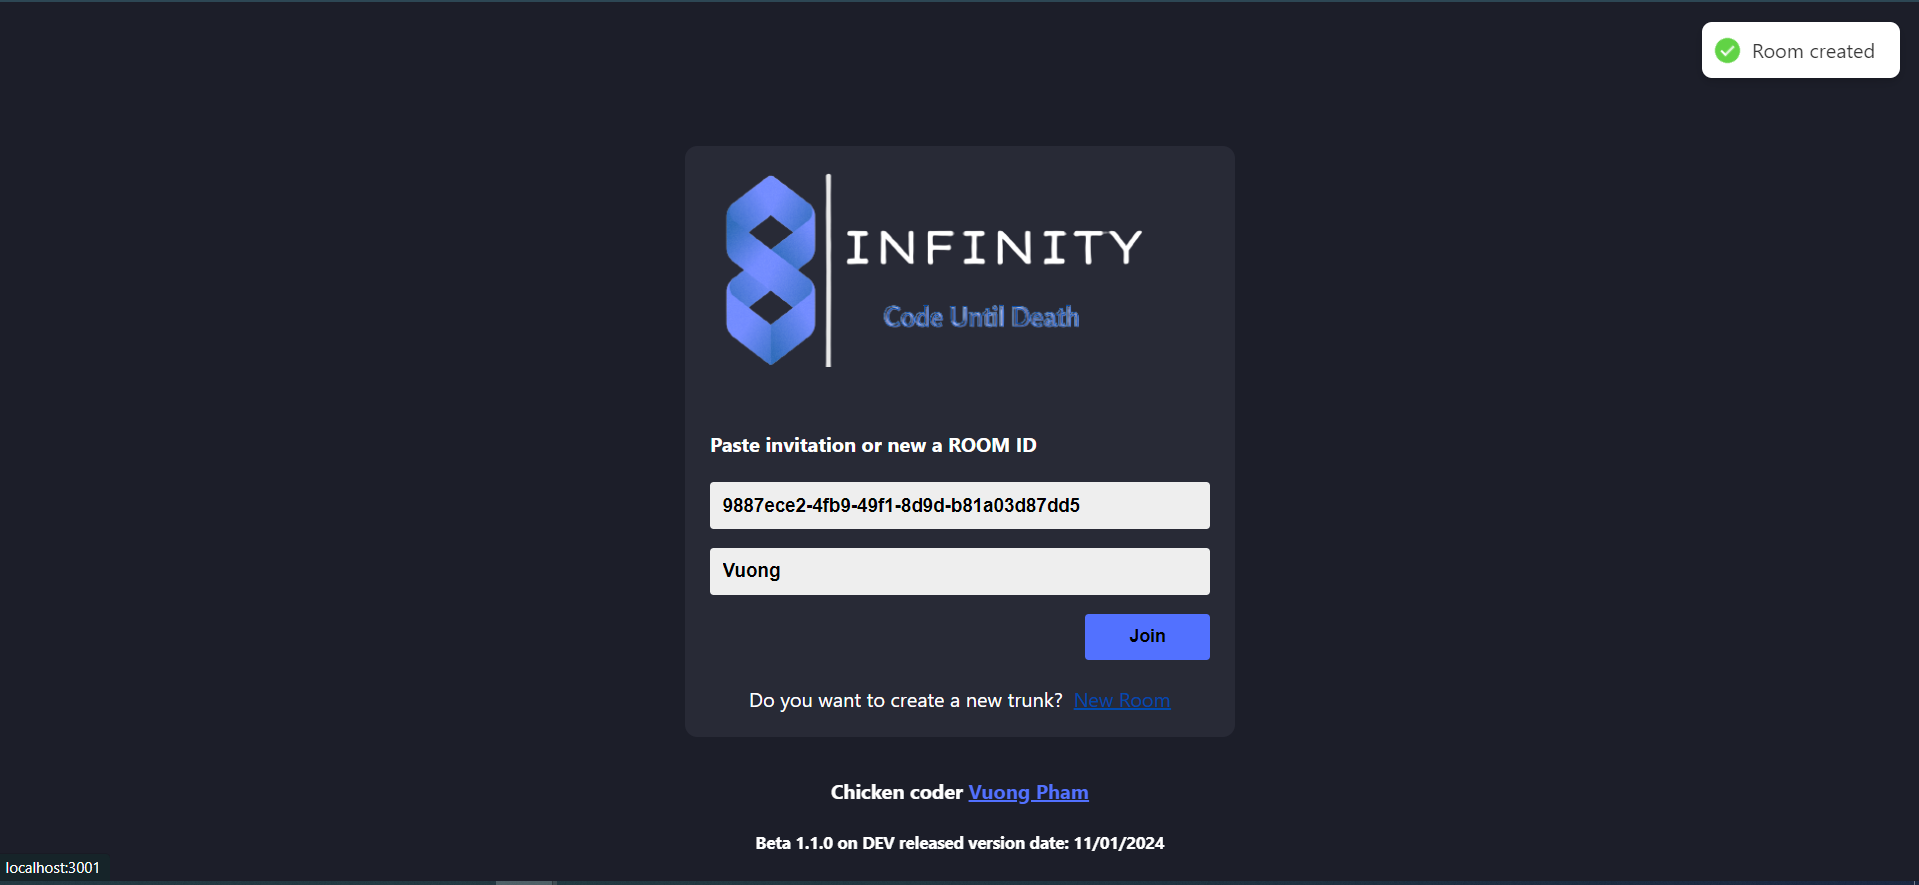 Room created
INFINITY
Code Until Death
Paste invitation or new a ROOM ID
9887ece2-4fb9-49f1-8d9d-b81a03d87dd5
Vuong
Join
Do you want to create a new trunk? New Room
Chicken coder Vuong Pham
Beta 1.1.0 on DEV released version date: 11/01/2024
localhost:3001